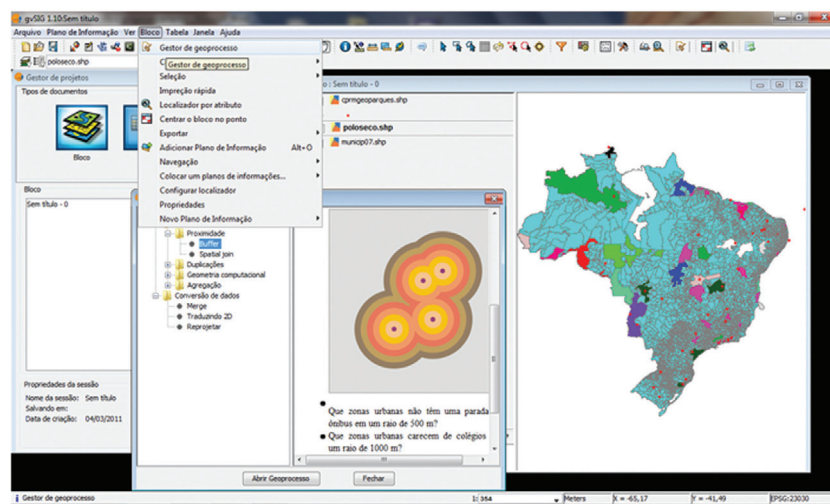 gvSIG 1.10:Sem título
Arquivo Plano de Informação Ver Bloco Tabela Janela Ajuda
poloseco.shp
Gestor de projetos
Tipos de documentos
Bloco
Bloco
Sem título - 0
Propriedades da sessão
Nome da sessão: Sem título
Salvando em:
Data de criação: 04/03/2011
Gestor de geoprocesso
Gestor de geoprocesso
Seleção
Impreção rápida
Localizador por atributo
Centrar o bloco no ponto
Exportar
Adicionar Plano de Informação Alt+O
Navegação
Colocar um planos de informações...
Configurar localizador
Propriedades
Novo Plano de Informação
: Sem título - 0
cprmgeoparques.shp
poloseco.shp
municip07.shp
Proximidade
Buffer
Spatial join
Duplicações
Geometria computacional
Agregação
Conversão de dados
Merge
Traduzindo 2D
Reprojetar
Que zonas urbanas não têm uma parada
ônibus em um raio de 500 m?
Que zonas urbanas carecem de colégios
um raio de 1000 m?
Abrir Geoprocesso Fechar
Gestor de geoprocesso 1: 354 Meters X = -65,17 Y = -41,49 EPSG:23030